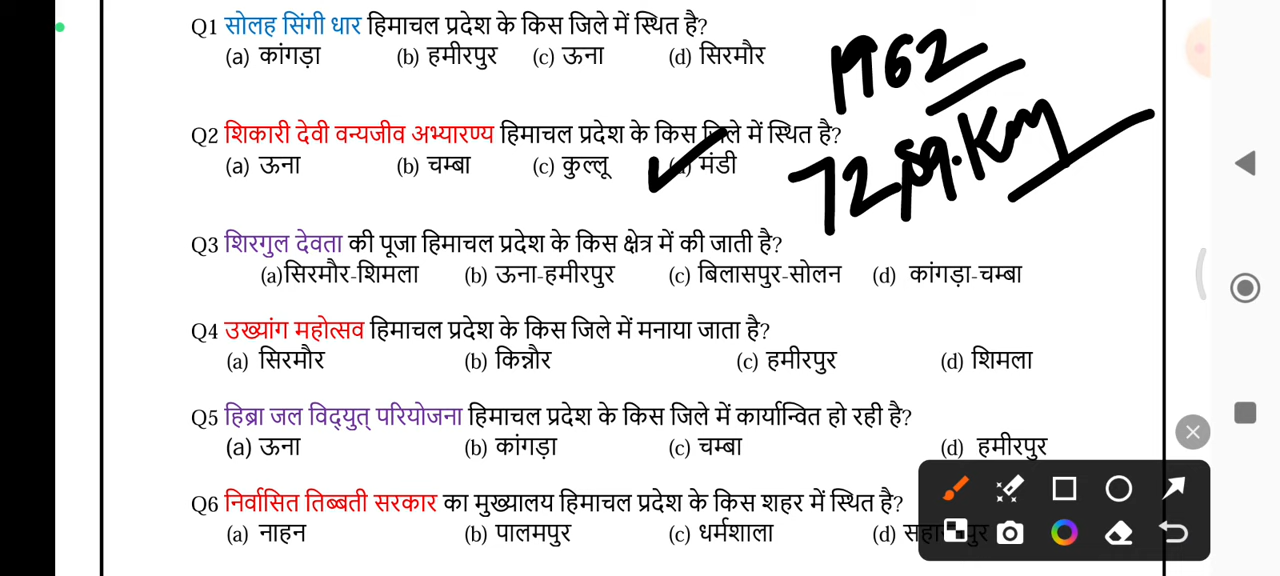 Q1 सोलह सिंगी धार हिमाचल प्रदेश के किस जिले में स्थित है?
(a) कांगड़ा (b) हमीरपुर (c) ऊना (d) सिरमौर
1962
Q2 शिकारी देवी वन्यजीव अभ्यारण्य हिमाचल प्रदेश के किस जिले में स्थित है?
(a) ऊना (b) चम्बा (c) कुल्लू (d) मंडी
72 sq. Km
Q3 शिरगुल देवता की पूजा हिमाचल प्रदेश के किस क्षेत्र में की जाती है?
(a)सिरमौर-शिमला (b) ऊना-हमीरपुर (c) बिलासपुर-सोलन (d) कांगड़ा-चम्बा
Q4 उख्यांग महोत्सव हिमाचल प्रदेश के किस जिले में मनाया जाता है?
(a) सिरमौर (b) किन्नौर (c) हमीरपुर (d) शिमला
Q5 हिब्रा जल विद्युत् परियोजना हिमाचल प्रदेश के किस जिले में कार्यान्वित हो रही है?
(a) ऊना (b) कांगड़ा (c) चम्बा (d) हमीरपुर
Q6 निर्वासित तिब्बती सरकार का मुख्यालय हिमाचल प्रदेश के किस शहर में स्थित है?
(a) नाहन (b) पालमपुर (c) धर्मशाला (d)